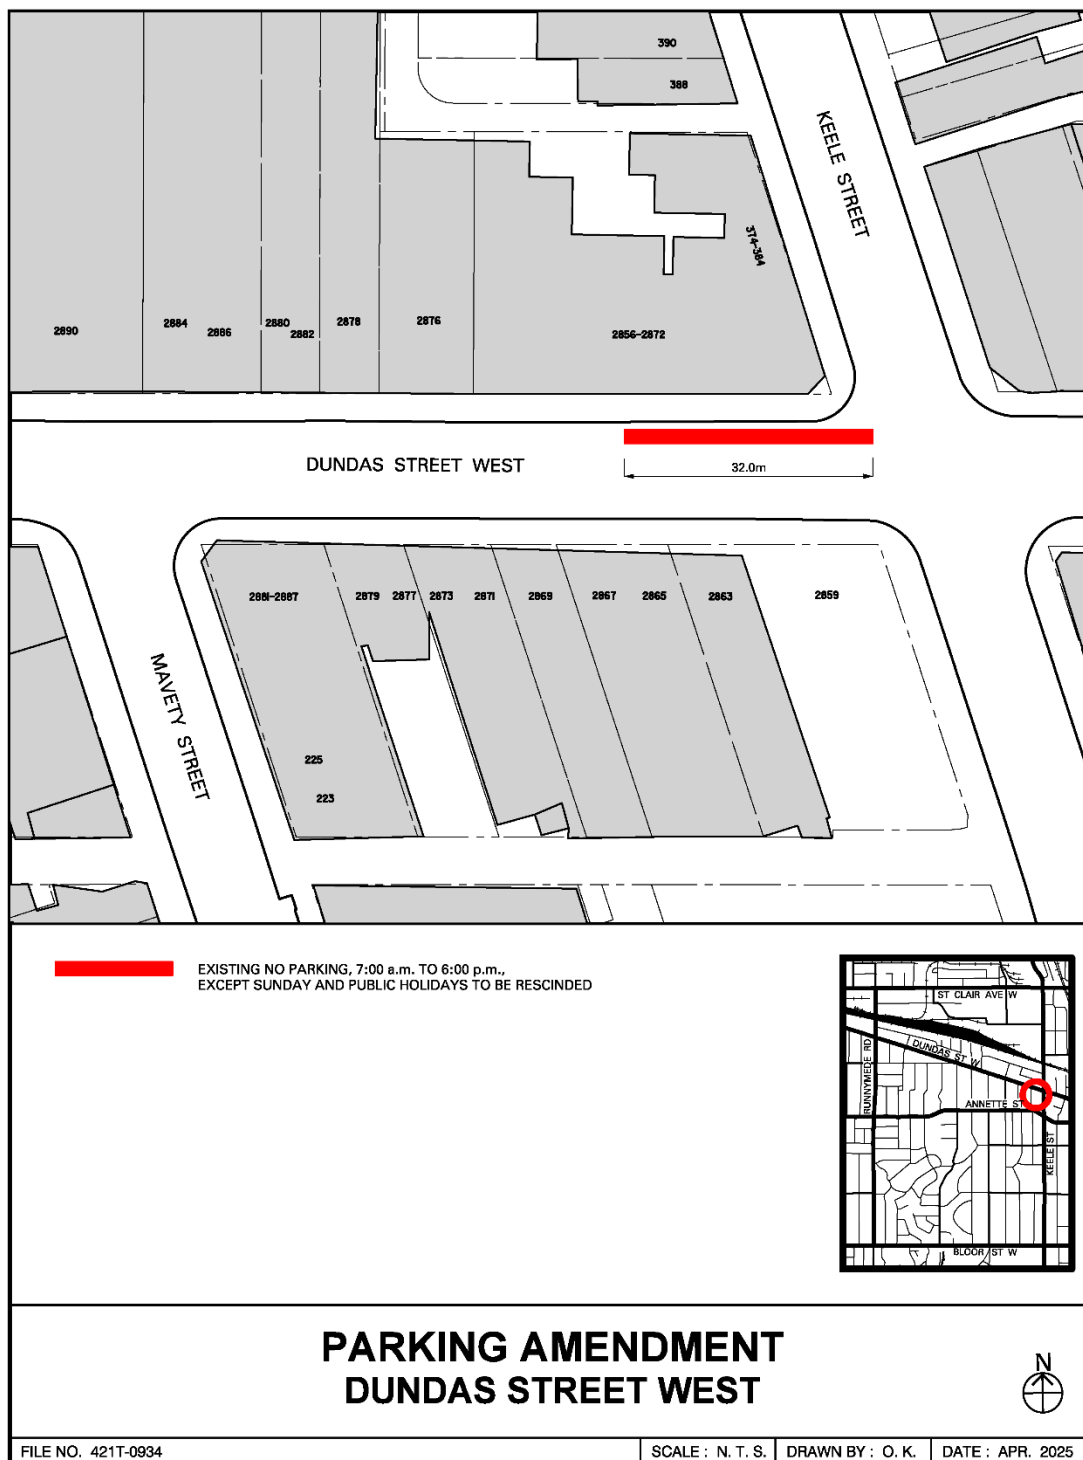 390
388
KEELE STREET
374-384
2890
2884
2886
2880
2882
2878
2876
2856-2872
DUNDAS STREET WEST
32.0m
2881-2887
2879
2877
2873
2871
2869
2867
2865
2863
2859
MAVETY STREET
225
223
EXISTING NO PARKING, 7:00 a.m. TO 6:00 p.m.,
EXCEPT SUNDAY AND PUBLIC HOLIDAYS TO BE RESCINDED
ST CLAIR AVE W
DUNDAS ST W
RUNNYMEDE RD
ANNETTE ST
KEELE ST
BLOOR ST W
PARKING AMENDMENT
DUNDAS STREET WEST
N
FILE NO. 421T-0934
SCALE : N. T. S.
DRAWN BY : O. K.
DATE : APR. 2025